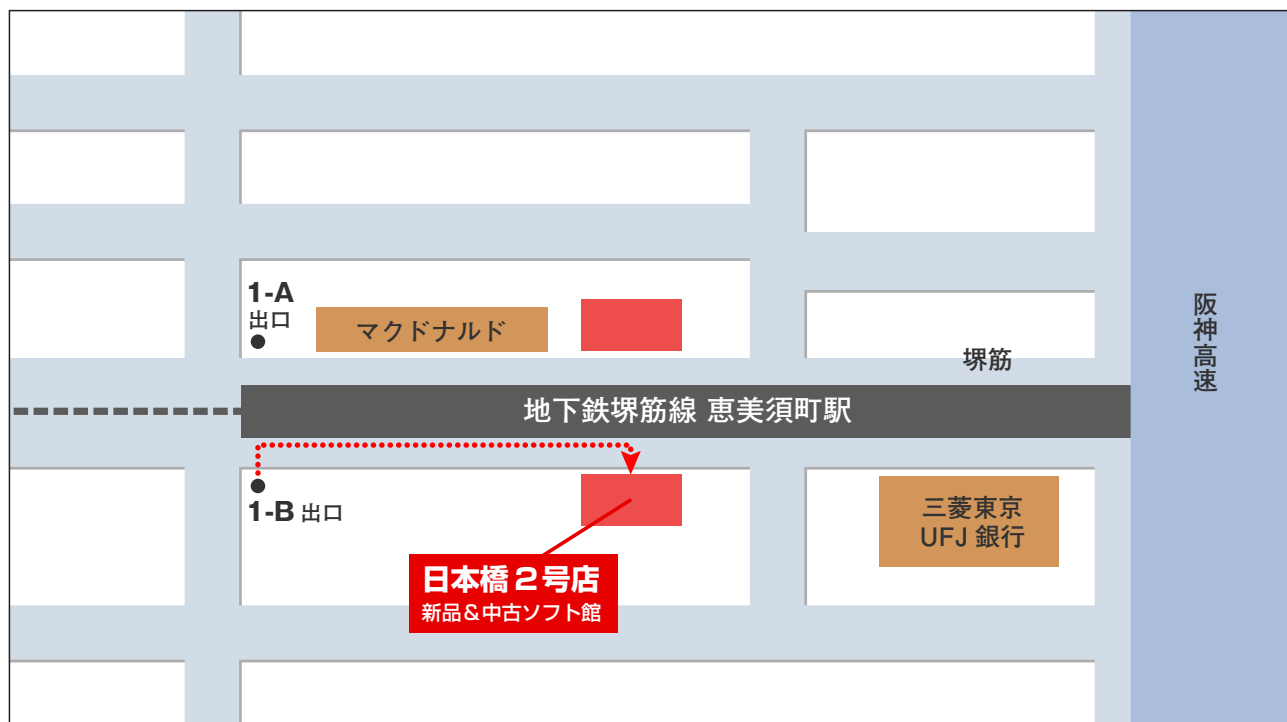 1-A
出口
マクドナルド
堺筋
阪神高速
地下鉄堺筋線 恵美須町駅
1-B 出口
三菱東京
UFJ 銀行
日本橋２号店
新品＆中古ソフト館